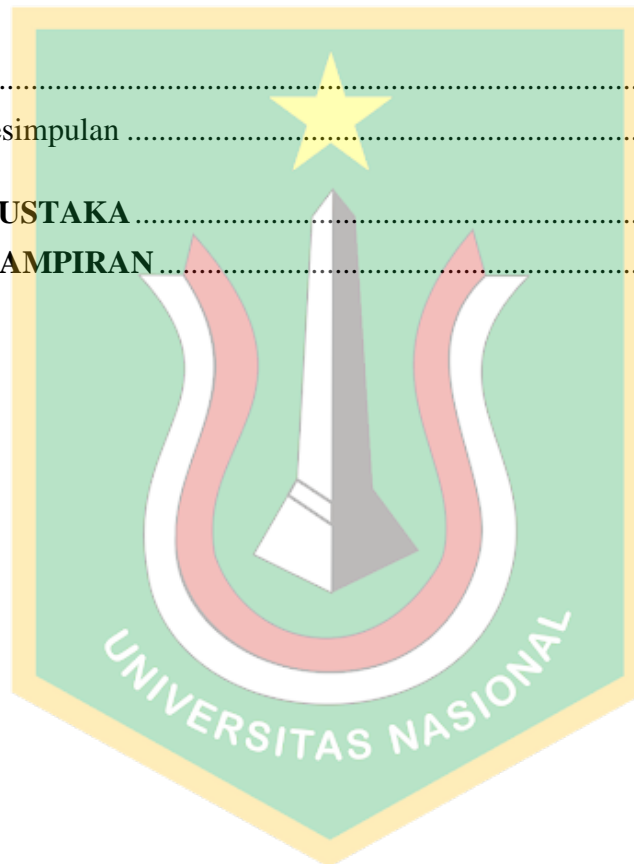 ...............................................................................
esimpulan ..............................................................
USTAKA ..............................................................
AMPIRAN ..........................................................
UNIVERSITAS NASIONAL